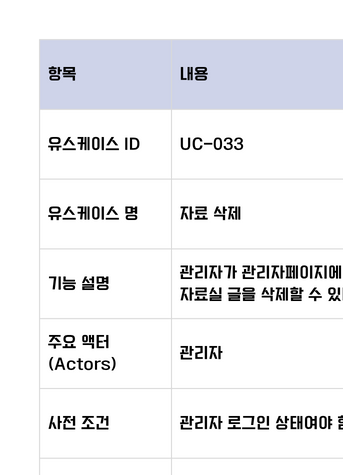 항목 내용
유스케이스 ID UC-033
유스케이스 명 자료 삭제
기능 설명 관리자가 관리자페이지에
자료실 글을 삭제할 수
주요 액터
(Actors) 관리자
사전 조건 관리자 로그인 상태여야